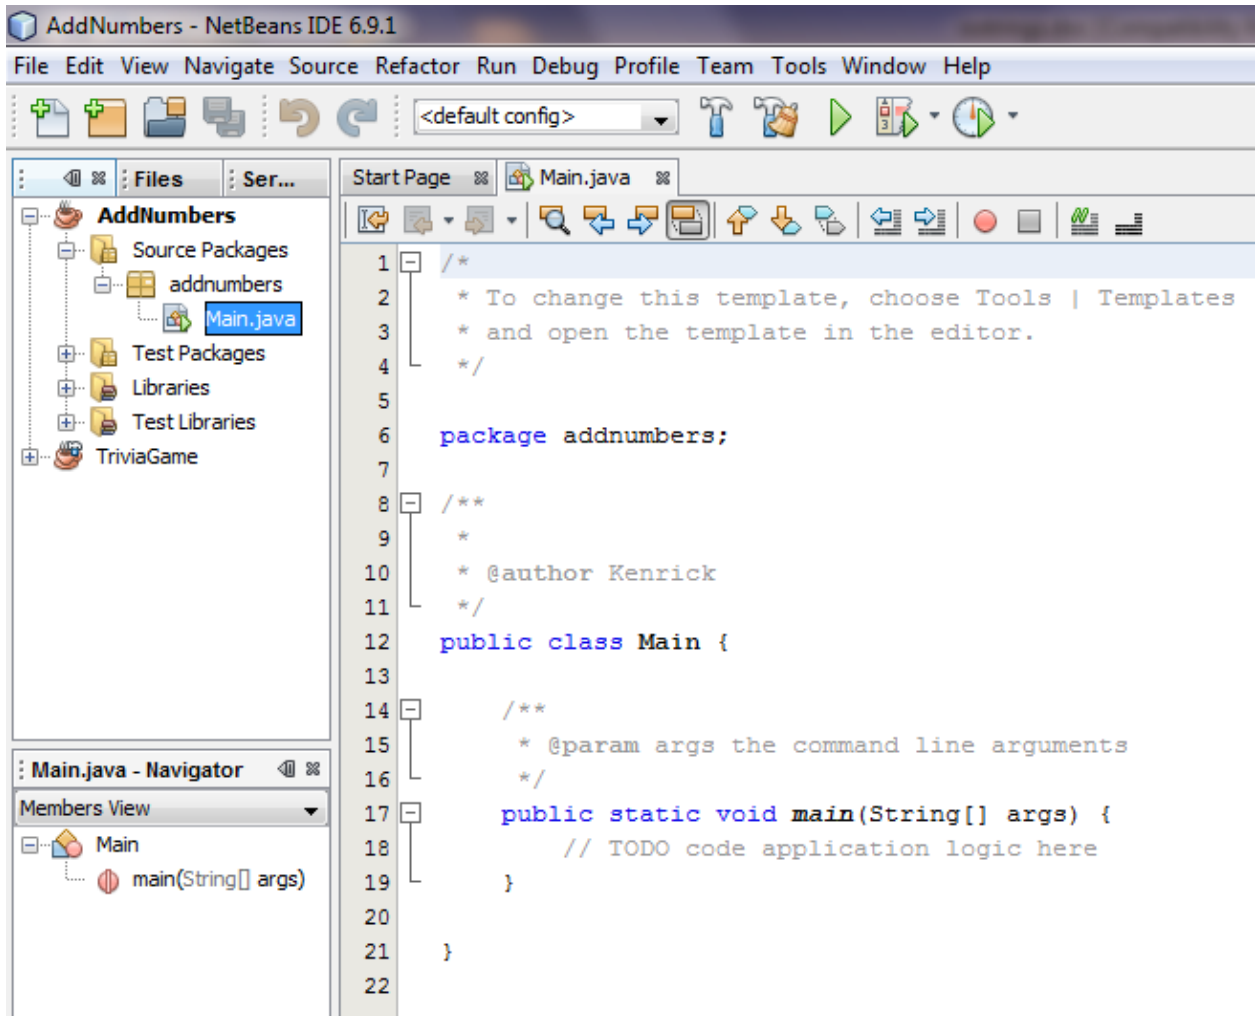 AddNumbers - NetBeans IDE 6.9.1
File Edit View Navigate Source Refactor Run Debug Profile Team Tools Window Help
<default config>
Files Ser...
Start Page Main.java
AddNumbers
Source Packages
addnumbers
Main.java
Test Packages
Libraries
Test Libraries
TriviaGame
Main.java - Navigator
Members View
Main
main(String[] args)
1 /*
2 * To change this template, choose Tools | Templates
3 * and open the template in the editor.
4 */
5
6 package addnumbers;
7
8 /**
9 *
10 * @author Kenrick
11 */
12 public class Main {
13
14 /**
15 * @param args the command line arguments
16 */
17 public static void main(String[] args) {
18 // TODO code application logic here
19 }
20
21 }
22